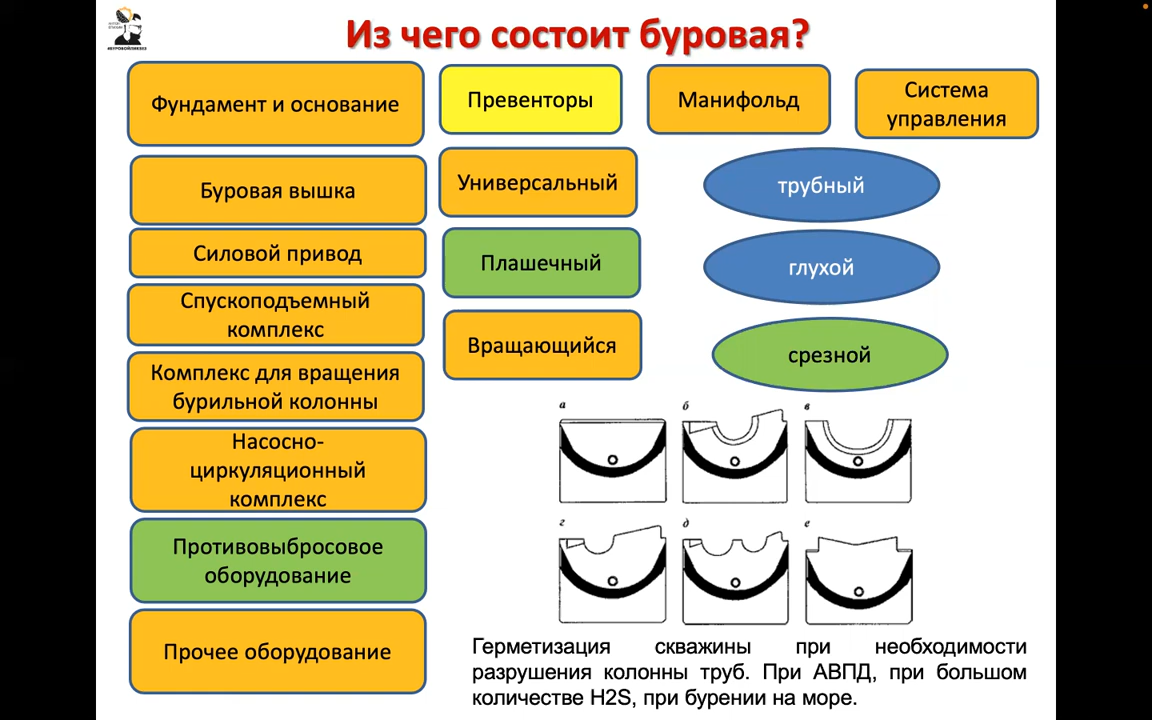 Из чего состоит буровая?
#БУРОВОЙЛИКБЕЗ
Фундамент и основание
Превенторы
Манифольд
Система
управления
Буровая вышка
Универсальный
трубный
Силовой привод
Плашечный
глухой
Спускоподъемный
комплекс
Вращающийся
срезной
Комплекс для вращения
бурильной колонны
Насосно-
циркуляционный
комплекс
Противовыбросовое
оборудование
Прочее оборудование
а
б
в
г
д
е
Герметизация скважины при необходимости
разрушения колонны труб. При АВПД, при большом
количестве H2S, при бурении на море.